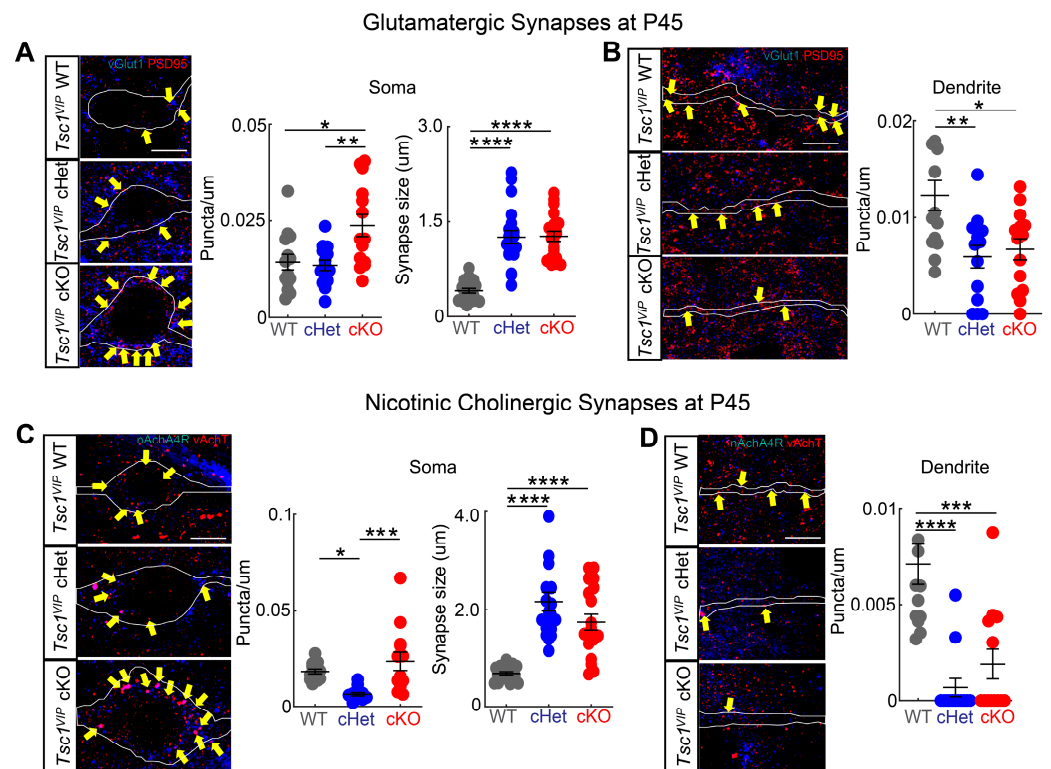 Glutamatergic Synapses at P45
A
Tsc1VIP WT
vGlut1 PSD95
Tsc1VIP cHet
Tsc1VIP cKO
Soma
Puncta/um
0.05
0.025
0
*
**
WT cHet cKO
Synapse size (um)
3.0
1.5
0
****
****
WT cHet cKO
B
Tsc1VIP WT
vGlut1 PSD95
Tsc1VIP cHet
Tsc1VIP cKO
Dendrite
Puncta/um
0.02
0.01
0
*
**
WT cHet cKO
Nicotinic Cholinergic Synapses at P45
C
Tsc1VIP WT
nAchA4R vAchT
Tsc1VIP cHet
Tsc1VIP cKO
Soma
Puncta/um
0.1
0.05
0
*
***
WT cHet cKO
Synapse size (um)
4.0
2.0
0
****
****
WT cHet cKO
D
Tsc1VIP WT
nAchA4R vAchT
Tsc1VIP cHet
Tsc1VIP cKO
Dendrite
Puncta/um
0.01
0.005
0
***
****
WT cHet cKO